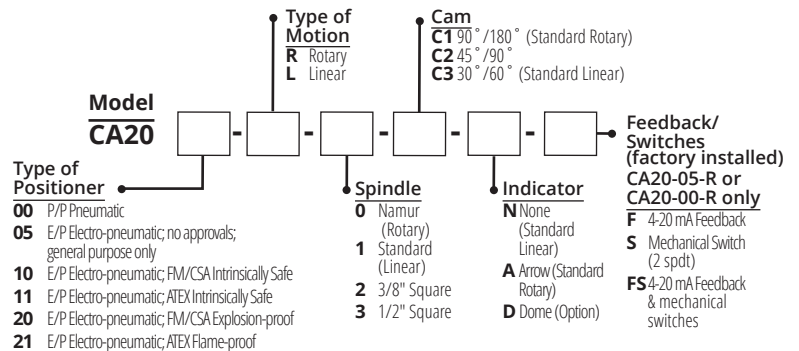 Type of
Motion
R Rotary
L Linear
Cam
C1 90°/180° (Standard Rotary)
C2 45°/90°
C3 30°/60° (Standard Linear)
Model
CA20
- - - - -
Type of
Positioner
00 P/P Pneumatic
05 E/P Electro-pneumatic; no approvals;
general purpose only
10 E/P Electro-pneumatic; FM/CSA Intrinsically Safe
11 E/P Electro-pneumatic; ATEX Intrinsically Safe
20 E/P Electro-pneumatic; FM/CSA Explosion-proof
21 E/P Electro-pneumatic; ATEX Flame-proof
Spindle
0 Namur
(Rotary)
1 Standard
(Linear)
2 3/8" Square
3 1/2" Square
Indicator
N None
(Standard
Linear)
A Arrow (Standard
Rotary)
D Dome (Option)
Feedback/
Switches
(factory installed)
CA20-05-R or
CA20-00-R only
F 4-20 mA Feedback
S Mechanical Switch
(2 spdt)
FS 4-20 mA Feedback
& mechanical
switches